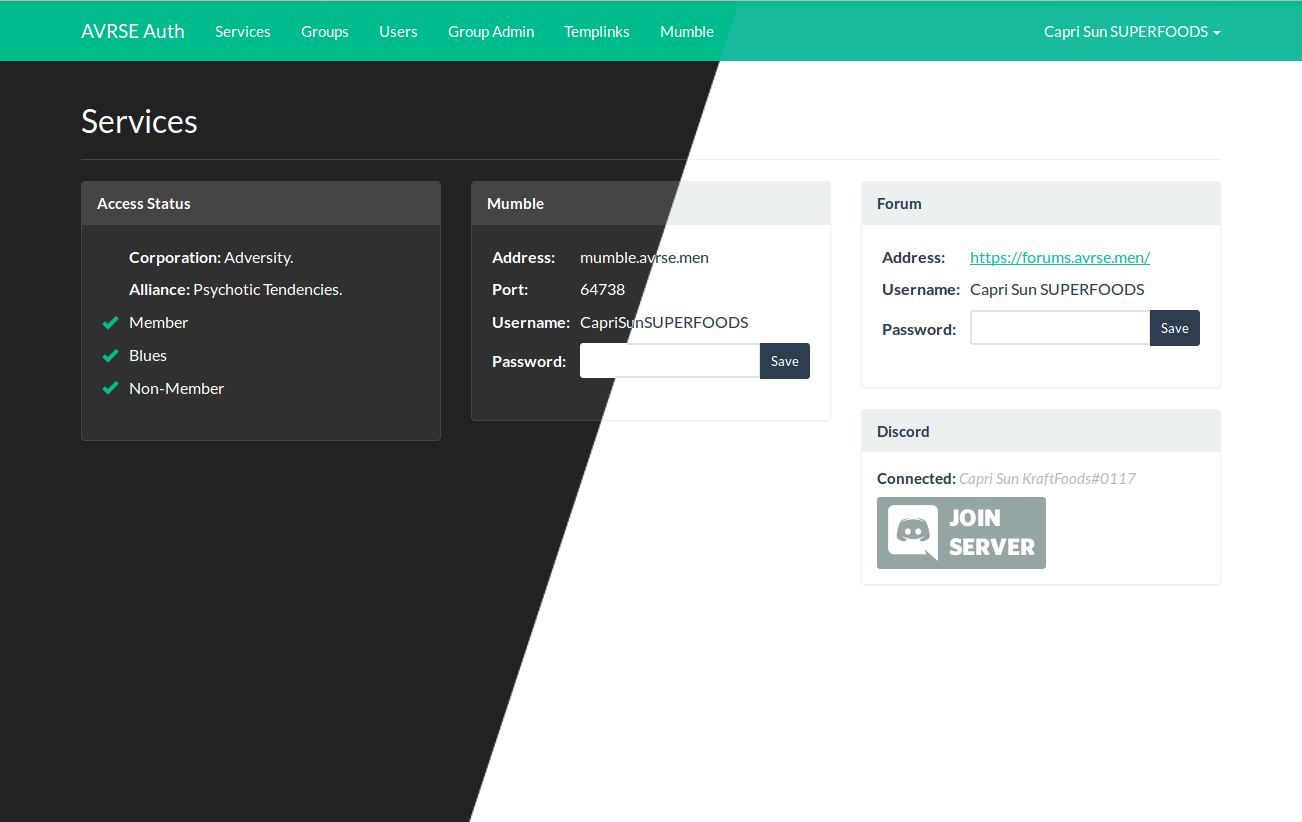 AVRSE Auth Services Groups Users Group Admin Templinks Mumble Capri Sun SUPERFOODS
Services
Access Status
Corporation: Adversity.
Alliance: Psychotic Tendencies.
Member
Blues
Non-Member
Mumble
Address: mumble.avrse.men
Port: 64738
Username: CapriSunSUPERFOODS
Password: Save
Forum
Address: https://forums.avrse.men/
Username: Capri Sun SUPERFOODS
Password: Save
Discord
Connected: Capri Sun KraftFoods#0117
JOIN
SERVER